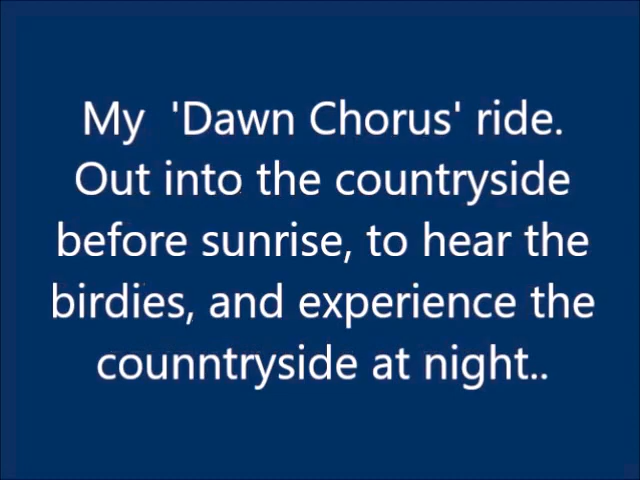 My  'Dawn Chorus' ride.
Out into the countryside
before sunrise, to hear the
birdies, and experience the
counntryside at night..